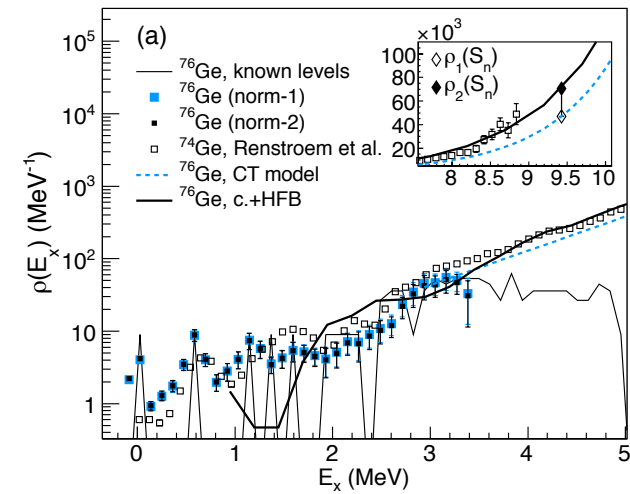 (a)
⁷⁶Ge, known levels
⁷⁶Ge (norm-1)
⁷⁶Ge (norm-2)
⁷⁴Ge, Renstroem et al.
⁷⁶Ge, CT model
⁷⁶Ge, c.+HFB
×10³
100
80
60
40
20
ρ₁(Sₙ)
ρ₂(Sₙ)
8 8.5 9 9.5 10
10⁵
10⁴
10³
10²
10
1
ρ(Eₓ) (MeV⁻¹)
0 1 2 3 4 5
Eₓ (MeV)